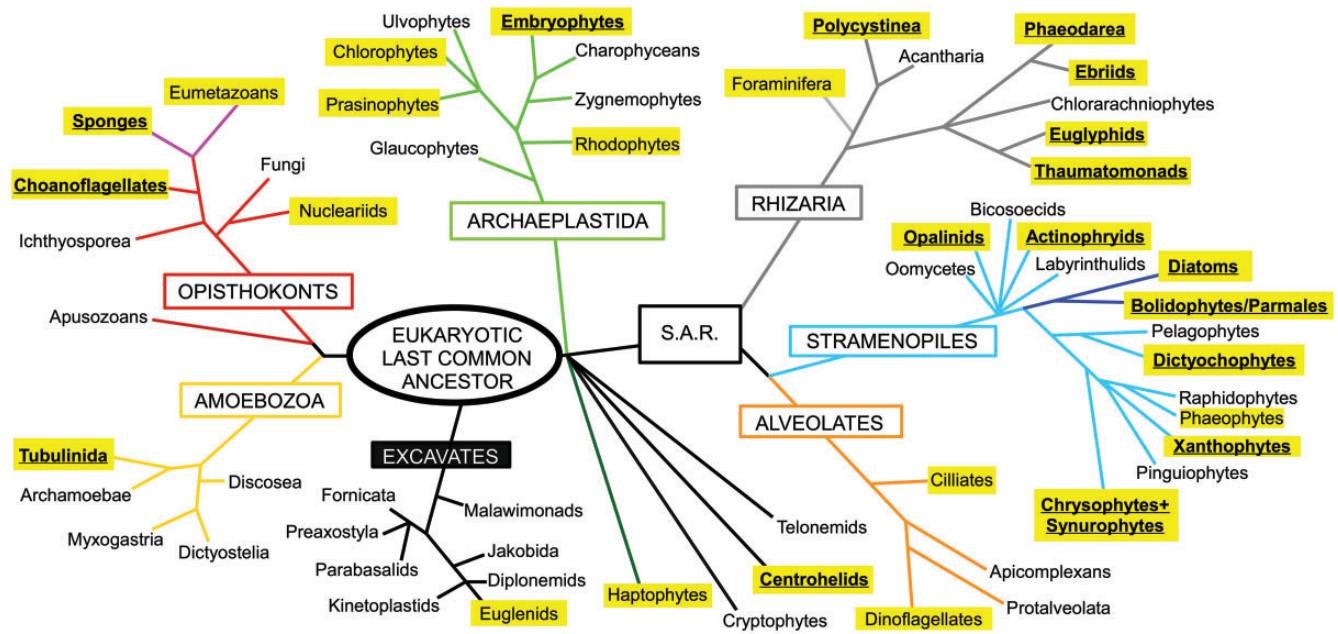 Ulvophytes
Embryophytes
Chlorophytes
Charophyceans
Prasinophytes
Zygnemophytes
Rhodophytes
Glaucophytes
ARCHAEPLASTIDA
Polycystinea
Acantharia
Foraminifera
Phaeodarea
Ebriids
Chlorarachniophytes
Euglyphids
Thaumatomonads
RHIZARIA
Eumetazoans
Sponges
Fungi
Choanoflagellates
Nucleariids
Ichthyosporea
OPISTHOKONTS
Apusozoans
EUKARYOTIC
LAST COMMON
ANCESTOR
S.A.R.
Bicosoecids
Opalinids
Actinophryids
Oomycetes
Labyrinthulids
Diatoms
Bolidophytes/Parmales
STRAMENOPILES
Pelagophytes
Dictyochophytes
Raphidophytes
Phaeophytes
Xanthophytes
Pinguiophytes
Chrysophytes+
Synurophytes
AMOEBOZOA
Tubulinida
Archamoebae
Discosea
Myxogastria
Dictyostelia
EXCAVATES
Fornicata
Malawimonads
Preaxostyla
Jakobida
Parabasalids
Diplonemids
Kinetoplastids
Euglenids
Haptophytes
Cryptophytes
Centrohelids
Telonemids
ALVEOLATES
Cilliates
Apicomplexans
Protalveolata
Dinoflagellates